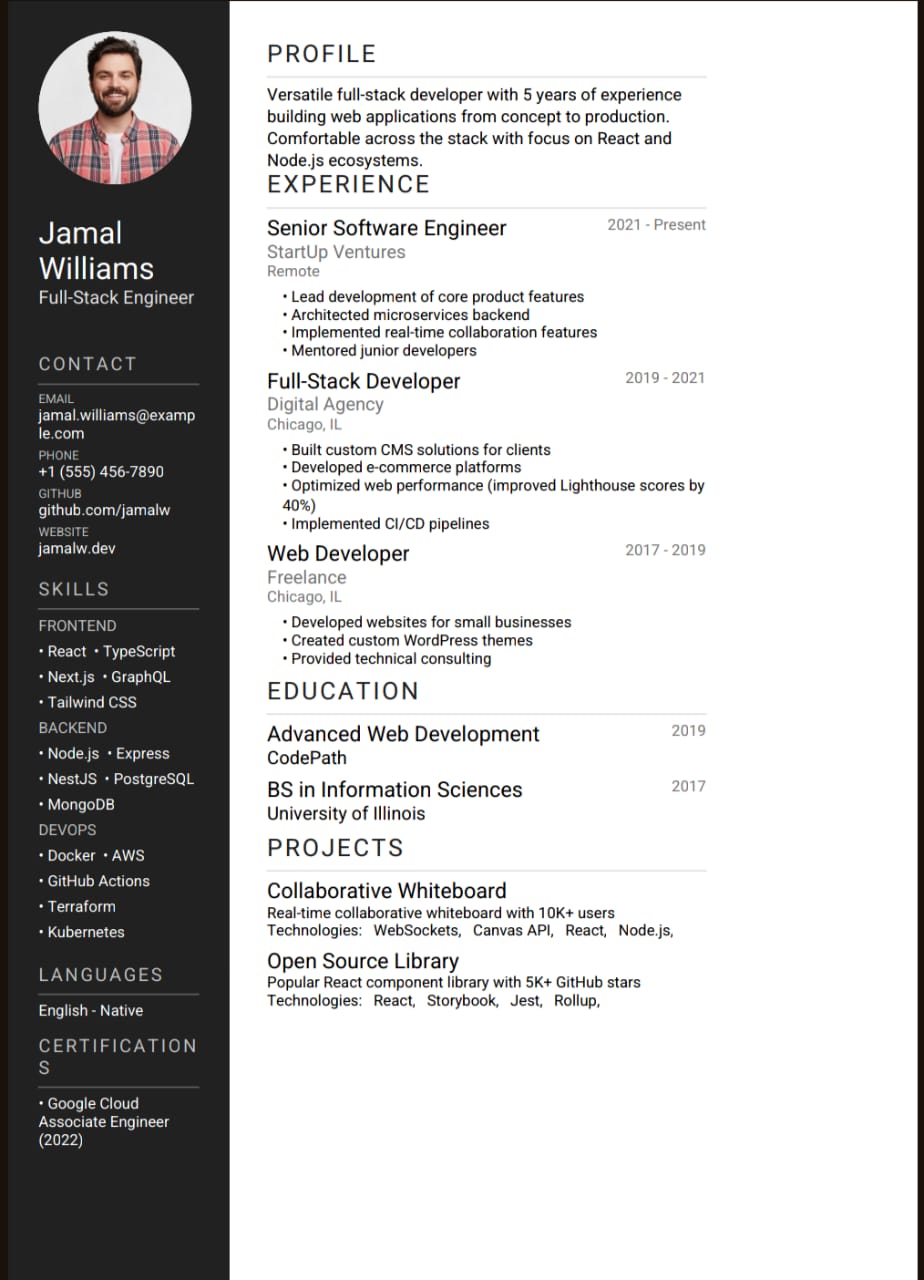 Jamal
Williams
Full-Stack Engineer
CONTACT
EMAIL
jamal.williams@examp
le.com
PHONE
+1 (555) 456-7890
GITHUB
github.com/jamalw
WEBSITE
jamalw.dev
SKILLS
FRONTEND
• React • TypeScript
• Next.js • GraphQL
• Tailwind CSS
BACKEND
• Node.js • Express
• NestJS • PostgreSQL
• MongoDB
DEVOPS
• Docker • AWS
• GitHub Actions
• Terraform
• Kubernetes
LANGUAGES
English - Native
CERTIFICATION
S
• Google Cloud
Associate Engineer
(2022)
PROFILE
Versatile full-stack developer with 5 years of experience
building web applications from concept to production.
Comfortable across the stack with focus on React and
Node.js ecosystems.
EXPERIENCE
Senior Software Engineer 2021 - Present
StartUp Ventures
Remote
• Lead development of core product features
• Architected microservices backend
• Implemented real-time collaboration features
• Mentored junior developers
Full-Stack Developer 2019 - 2021
Digital Agency
Chicago, IL
• Built custom CMS solutions for clients
• Developed e-commerce platforms
• Optimized web performance (improved Lighthouse scores by
40%)
• Implemented CI/CD pipelines
Web Developer 2017 - 2019
Freelance
Chicago, IL
• Developed websites for small businesses
• Created custom WordPress themes
• Provided technical consulting
EDUCATION
Advanced Web Development 2019
CodePath
BS in Information Sciences 2017
University of Illinois
PROJECTS
Collaborative Whiteboard
Real-time collaborative whiteboard with 10K+ users
Technologies: WebSockets, Canvas API, React, Node.js,
Open Source Library
Popular React component library with 5K+ GitHub stars
Technologies: React, Storybook, Jest, Rollup,